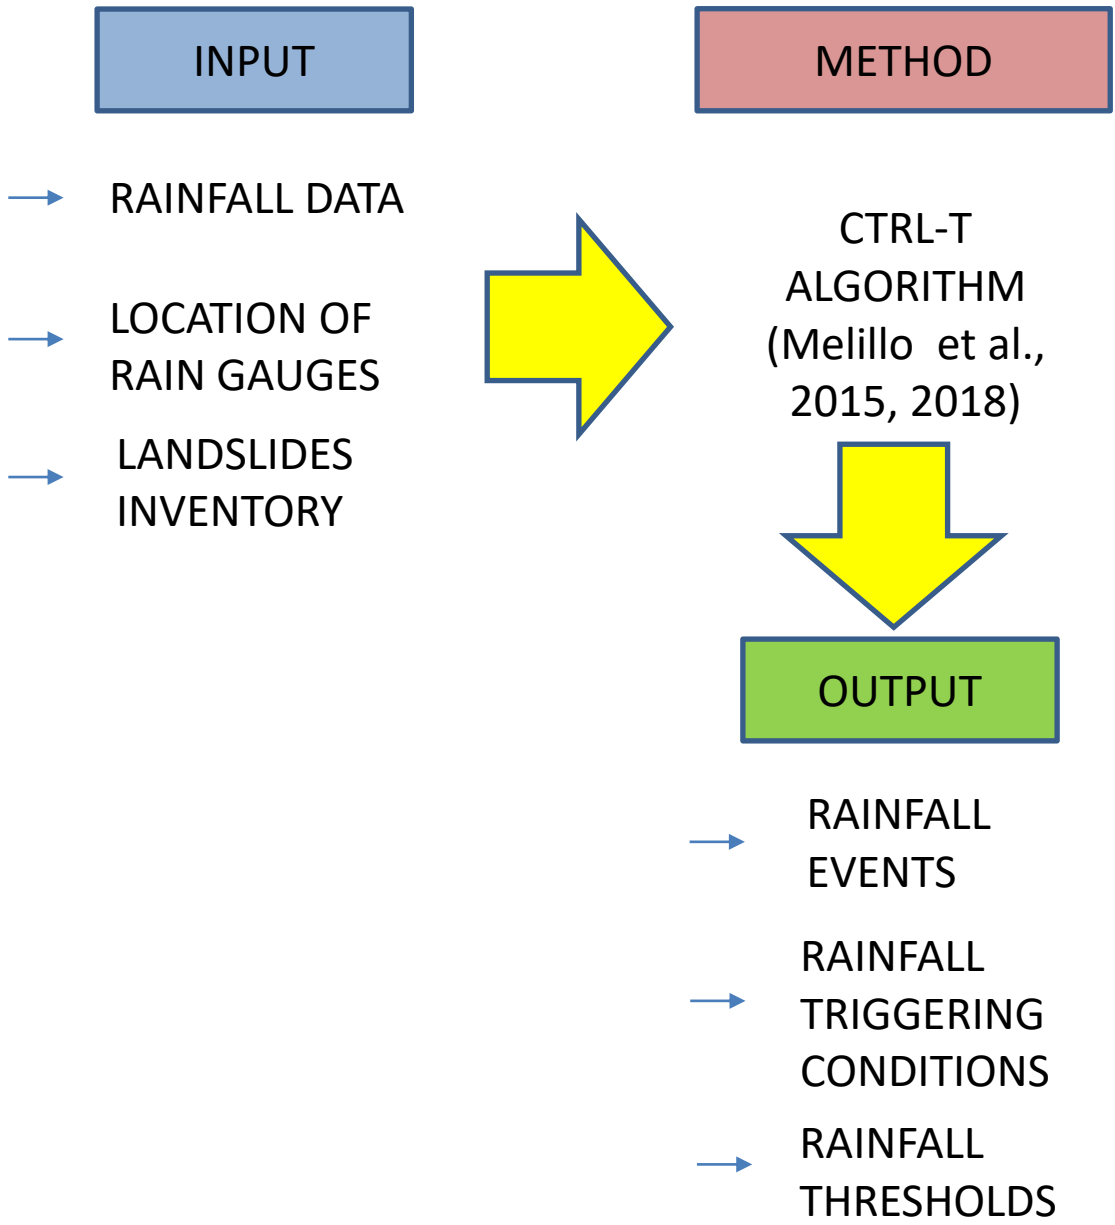 INPUT
RAINFALL DATA
LOCATION OF
RAIN GAUGES
LANDSLIDES
INVENTORY
METHOD
CTRL-T
ALGORITHM
(Melillo et al.,
2015, 2018)
OUTPUT
RAINFALL
EVENTS
RAINFALL
TRIGGERING
CONDITIONS
RAINFALL
THRESHOLDS